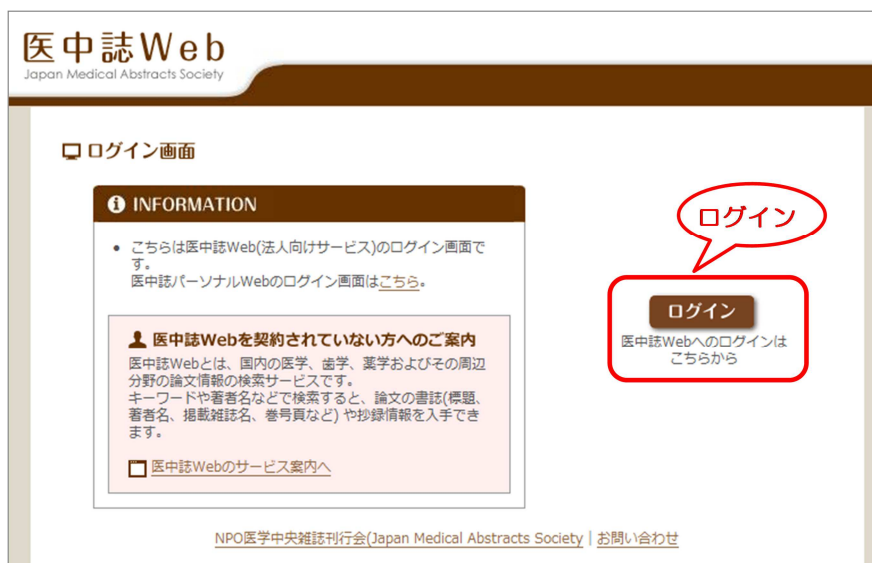 医中誌Web
Japan Medical Abstracts Society
ログイン画面
INFORMATION
• こちらは医中誌Web(法人向けサービス)のログイン画面で
す。
医中誌パーソナルWebのログイン画面はこちら。
医中誌Webを契約されていない方へのご案内
医中誌Webとは、国内の医学、歯学、薬学およびその周辺
分野の論文情報の検索サービスです。
キーワードや著者名などで検索すると、論文の書誌(標題、
著者名、掲載雑誌名、巻号頁など) や抄録情報を入手でき
ます。
医中誌Webのサービス案内へ
ログイン
ログイン
医中誌Webへのログインは
こちらから
NPO医学中央雑誌刊行会(Japan Medical Abstracts Society | お問い合わせ